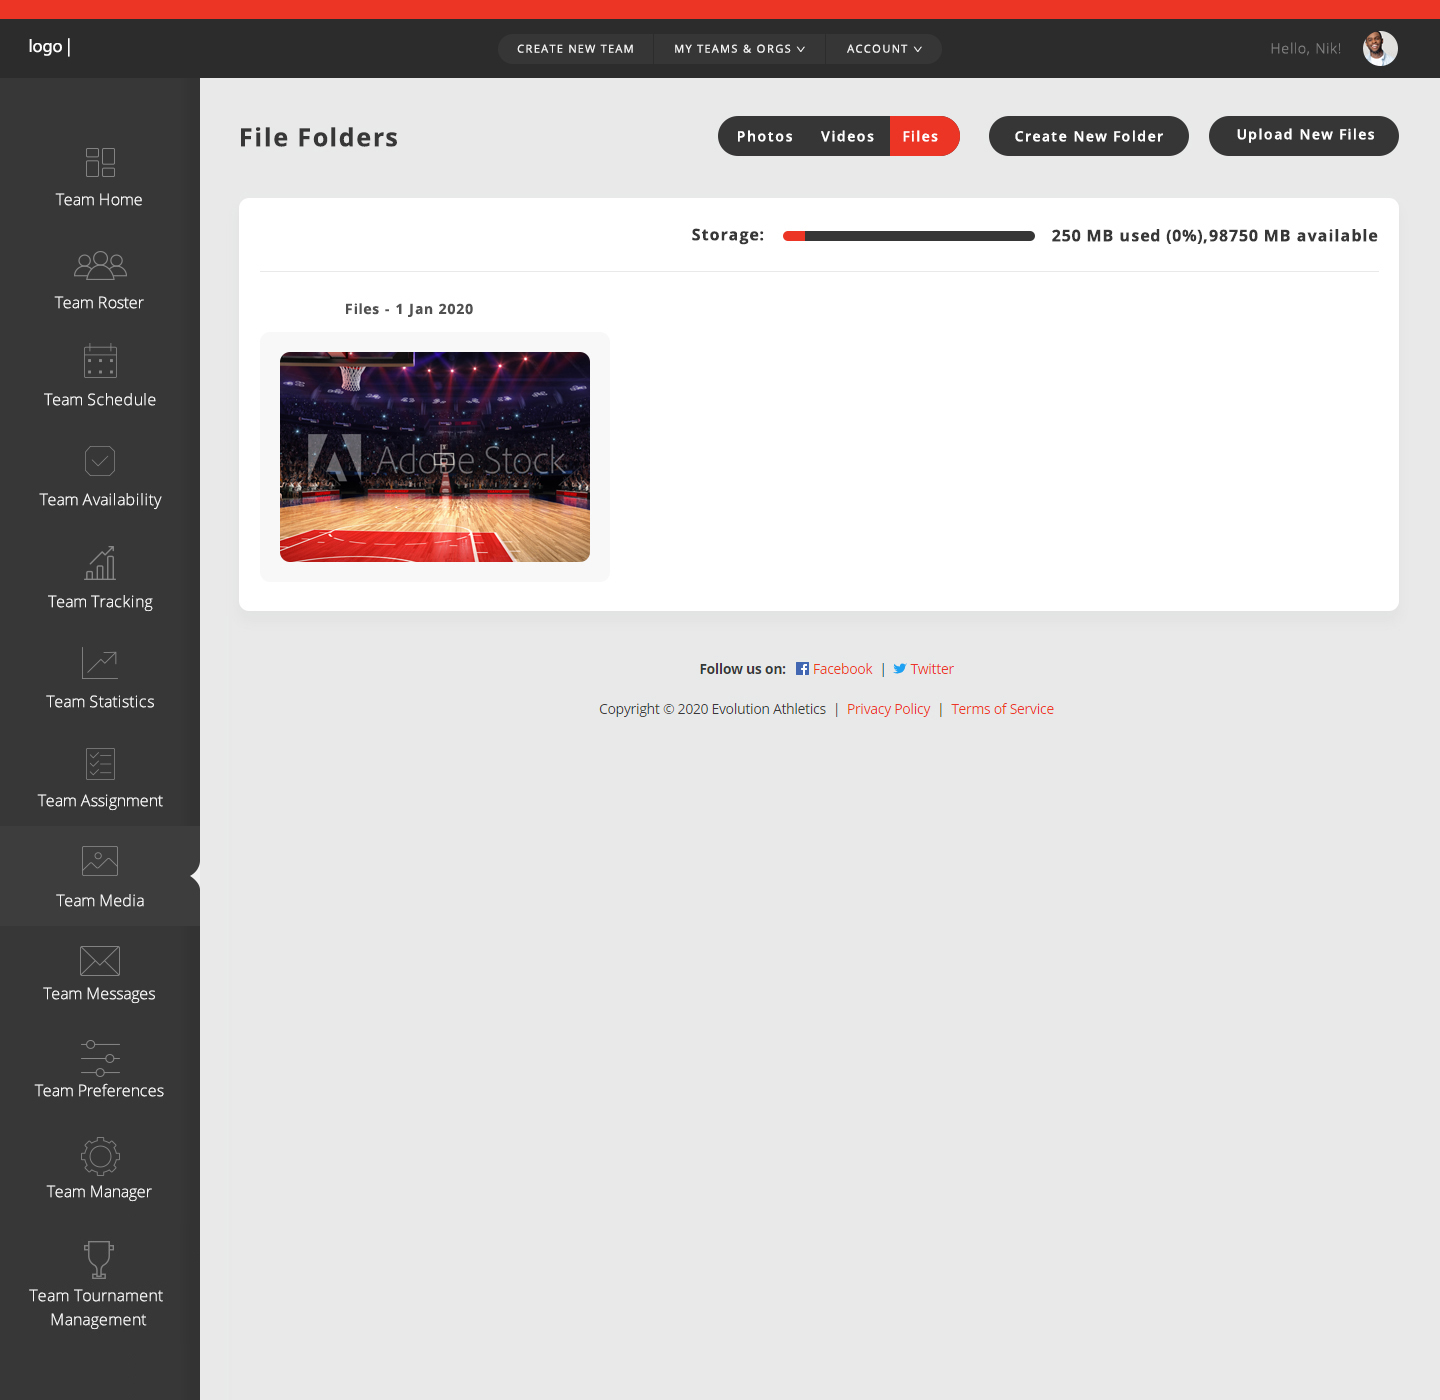 logo |
CREATE NEW TEAM
MY TEAMS & ORGS
ACCOUNT
Hello, Nik!
Team Home
Team Roster
Team Schedule
Team Availability
Team Tracking
Team Statistics
Team Assignment
Team Media
Team Messages
Team Preferences
Team Manager
Team Tournament
Management
File Folders
Photos
Videos
Files
Create New Folder
Upload New Files
Storage:
250 MB used (0%),98750 MB available
Files - 1 Jan 2020
Adobe Stock
Follow us on: Facebook | Twitter
Copyright © 2020 Evolution Athletics | Privacy Policy | Terms of Service